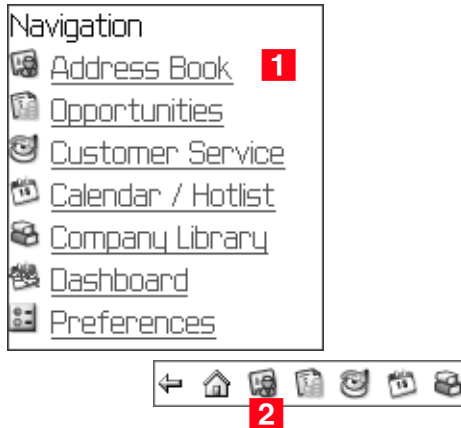 Navigation
Address Book 1
Opportunities
Customer Service
Calendar / Hotlist
Company Library
Dashboard
Preferences
2